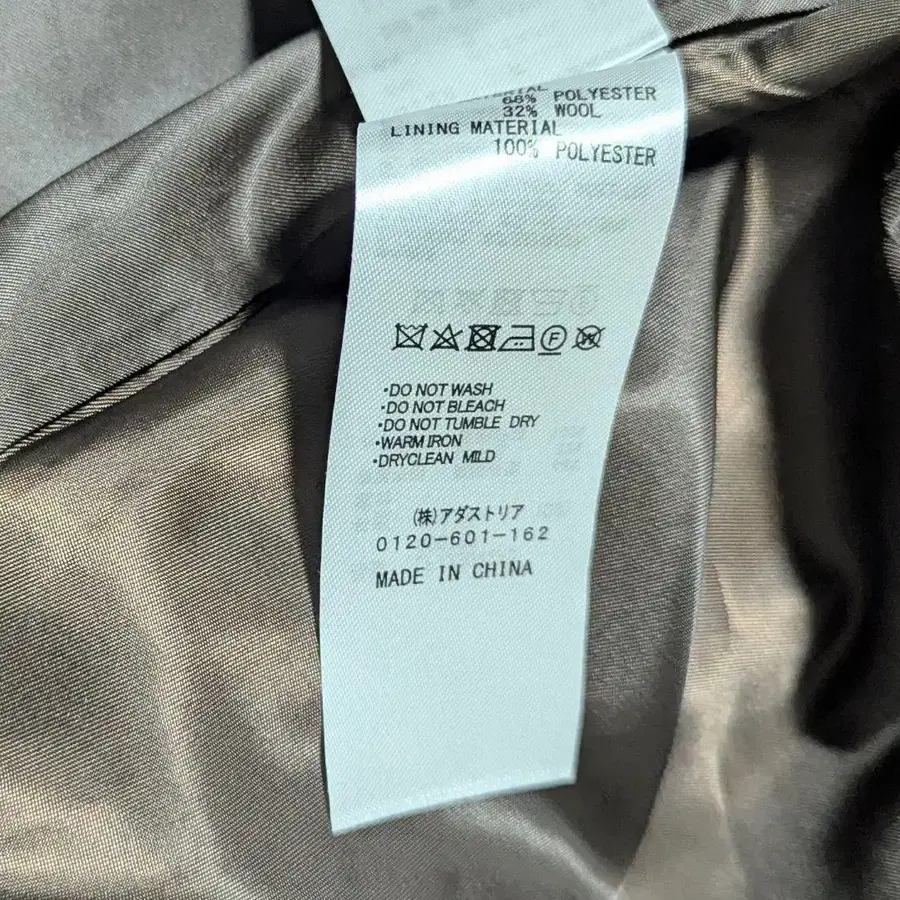 68% POLYESTER
32% WOOL
LINING MATERIAL
100% POLYESTER
F
W
・DO NOT WASH
・DO NOT BLEACH
・DO NOT TUMBLE DRY
・WARM IRON
・DRYCLEAN MILD
(株)アダストリア
0120-601-162
MADE IN CHINA